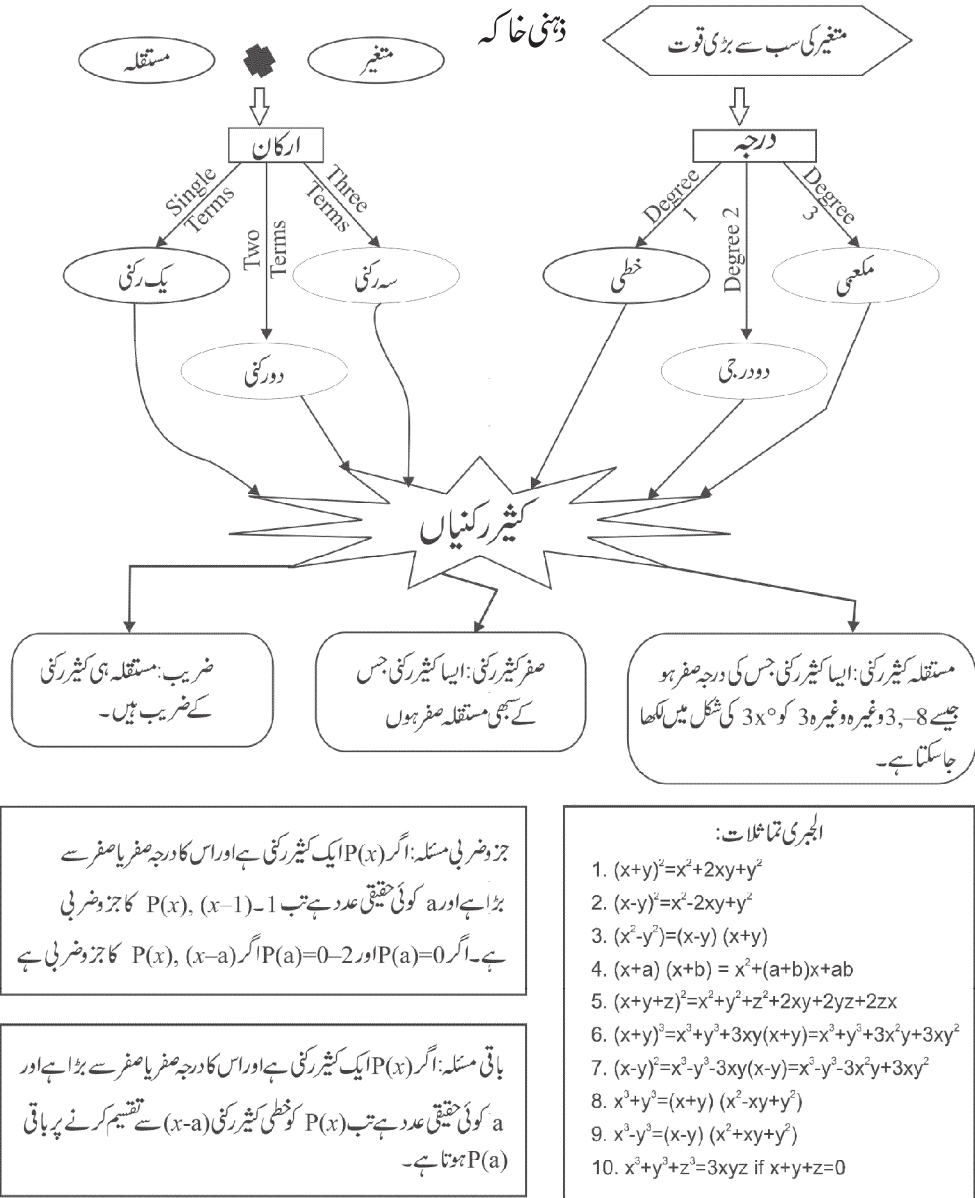 ذہنی خاکہ
متغیر کی سب سے بڑی قوت
متغیر
مستقلہ
ارکان
درجہ
Single Terms
Two Terms
Three Terms
Degree 1
Degree 2
Degree 3
یک رکنی
سہ رکنی
دو رکنی
خطی
مکعبی
دو درجی
کثیر رکنیاں
ضریب: مستقلہ ہی کثیر رکنی
کے ضریب ہیں۔
صفر کثیر رکنی: ایسا کثیر رکنی جس
کے سبھی مستقلہ صفر ہوں
مستقلہ کثیر رکنی: ایسا کثیر رکنی جس کی درجہ صفر ہو
جیسے 3,–8 وغیرہ وغیرہ 3 کو 3x° کی شکل میں لکھا
جا سکتا ہے۔
جزو ضربی مسئلہ: اگر P(x) ایک کثیر رکنی ہے اور اس کا درجہ صفر یا صفر سے
بڑا ہے اور a کوئی حقیقی عدد ہے تب 1۔ P(x), (x–1) کا جزو ضربی
ہے۔ اگر P(a)=0 اور P(a)=0–2 اگر P(x), (x–a) کا جزو ضربی ہے
باقی مسئلہ: اگر P(x) ایک کثیر رکنی ہے اور اس کا درجہ صفر یا صفر سے بڑا ہے اور
a کوئی حقیقی عدد ہے تب P(x) کو خطی کثیر رکنی (x-a) سے تقسیم کرنے پر باقی
P(a) ہوتا ہے۔
الجبری تماثلات:
1. (x+y)²=x²+2xy+y²
2. (x-y)²=x²-2xy+y²
3. (x²-y²)=(x-y) (x+y)
4. (x+a) (x+b) = x²+(a+b)x+ab
5. (x+y+z)²=x²+y²+z²+2xy+2yz+2zx
6. (x+y)³=x³+y³+3xy(x+y)=x³+y³+3x²y+3xy²
7. (x-y)²=x³-y³-3xy(x-y)=x³-y³-3x²y+3xy²
8. x³+y³=(x+y) (x²-xy+y²)
9. x³-y³=(x-y) (x²+xy+y²)
10. x³+y³+z³=3xyz if x+y+z=0